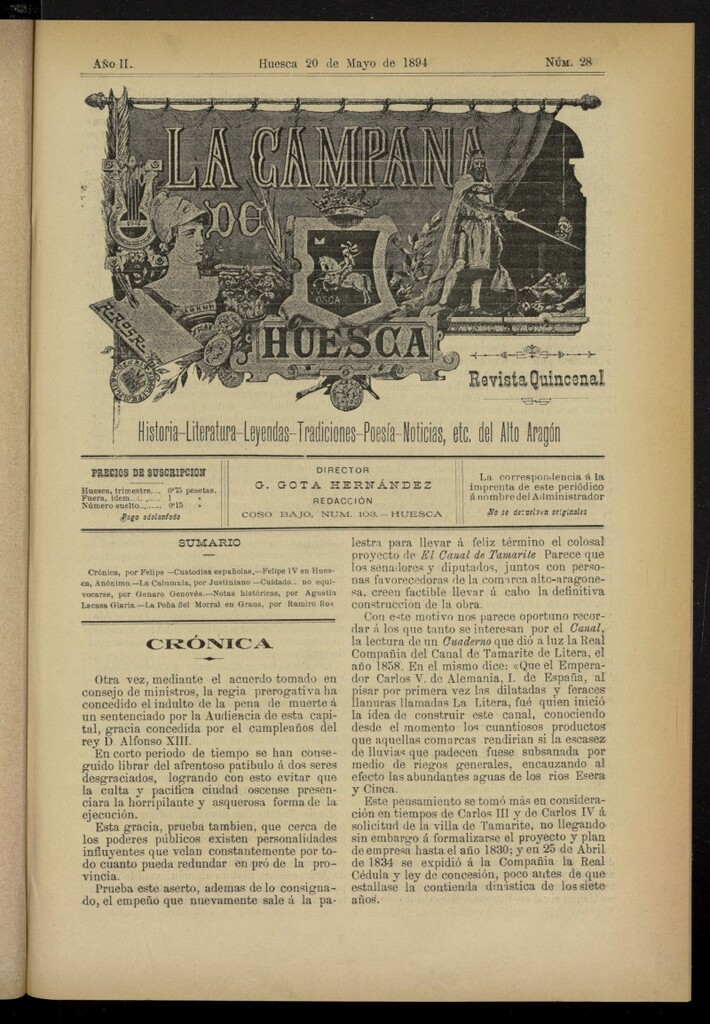 Año II.
Huesca 20 de Mayo de 1894
Núm. 28
LA CAMPANA
DE
OSCA
HUESCA
Revista Quincenal
Historia–Literatura–Leyendas–Tradiciones–Poesía–Noticias, etc. del Alto Aragón
PRECIOS DE SUSCRIPCION
Huesca, trimestre.... 0'75 pesetas.
Fuera, idem....... 1 »
Número suelto....... 0'15 »
Pago adelantado
DIRECTOR
G. GOTA HERNÁNDEZ
REDACCIÓN
COSO BAJO, NUM. 103.—HUESCA
La correspondencia á la
imprenta de este periódico
á nombre del Administrador
No se devuelven originales
SUMARIO
Crónica, por Felipe —Custodias españolas,—Felipe IV en Hues-
ca, Anónimo.—La Calumnia, por Justiniano —Cuidado.. no equi-
vocarse, por Genaro Genovés.—Notas históricas, por Agustín
Lacasa Glaria.—La Peña del Morral en Graus, por Ramiro Ros
CRÓNICA
Otra vez, mediante el acuerdo tomado en
consejo de ministros, la regia prerogativa ha
concedido el indulto de la pena de muerte á
un sentenciado por la Audiencia de esta capi-
tal, gracia concedida por el cumpleaños del
rey D. Alfonso XIII.
En corto periodo de tiempo se han conse-
guido librar del afrentoso patíbulo á dos seres
desgraciados, logrando con esto evitar que
la culta y pacifica ciudad oscense presen-
ciara la horripilante y asquerosa forma de la
ejecución.
Esta gracia, prueba tambien, que cerca de
los poderes públicos existen personalidades
influyentes que velan constantemente por to-
do cuanto pueda redundar en pró de la pro-
vincia.
Prueba este aserto, ademas de lo consigna-
do, el empeño que nuevamente sale á la pa-
lestra para llevar á feliz término el colosal
proyecto de El Canal de Tamarite Parece que
los senadores y diputados, juntos con perso-
nas favorecedoras de la comarca alto-aragone-
sa, creen factible llevar á cabo la definitiva
construcción de la obra.
Con este motivo nos parece oportuno recor-
dar á los que tanto se interesan por el Canal,
la lectura de un Cuaderno que dió a luz la Real
Compañia del Canal de Tamarite de Litera, el
año 1858. En el mismo dice: «Que el Empera-
dor Carlos V. de Alemania, I. de España, al
pisar por primera vez las dilatadas y feraces
llanuras llamadas La Litera, fué quien inició
la idea de construir este canal, conociendo
desde el momento los cuantiosos productos
que aquellas comarcas rendirian si la escasez
de lluvias que padecen fuese subsanada por
medio de riegos generales, encauzando al
efecto las abundantes aguas de los rios Esera
y Cinca.
Este pensamiento se tomó más en considera-
ción en tiempos de Carlos III y de Carlos IV á
solicitud de la villa de Tamarite, no llegando
sin embargo á formalizarse el proyecto y plan
de empresa hasta el año 1830; y en 25 de Abril
de 1834 se expidió á la Compañía la Real
Cédula y ley de concesión, poco antes de que
estallase la contienda dinástica de los siete
años.